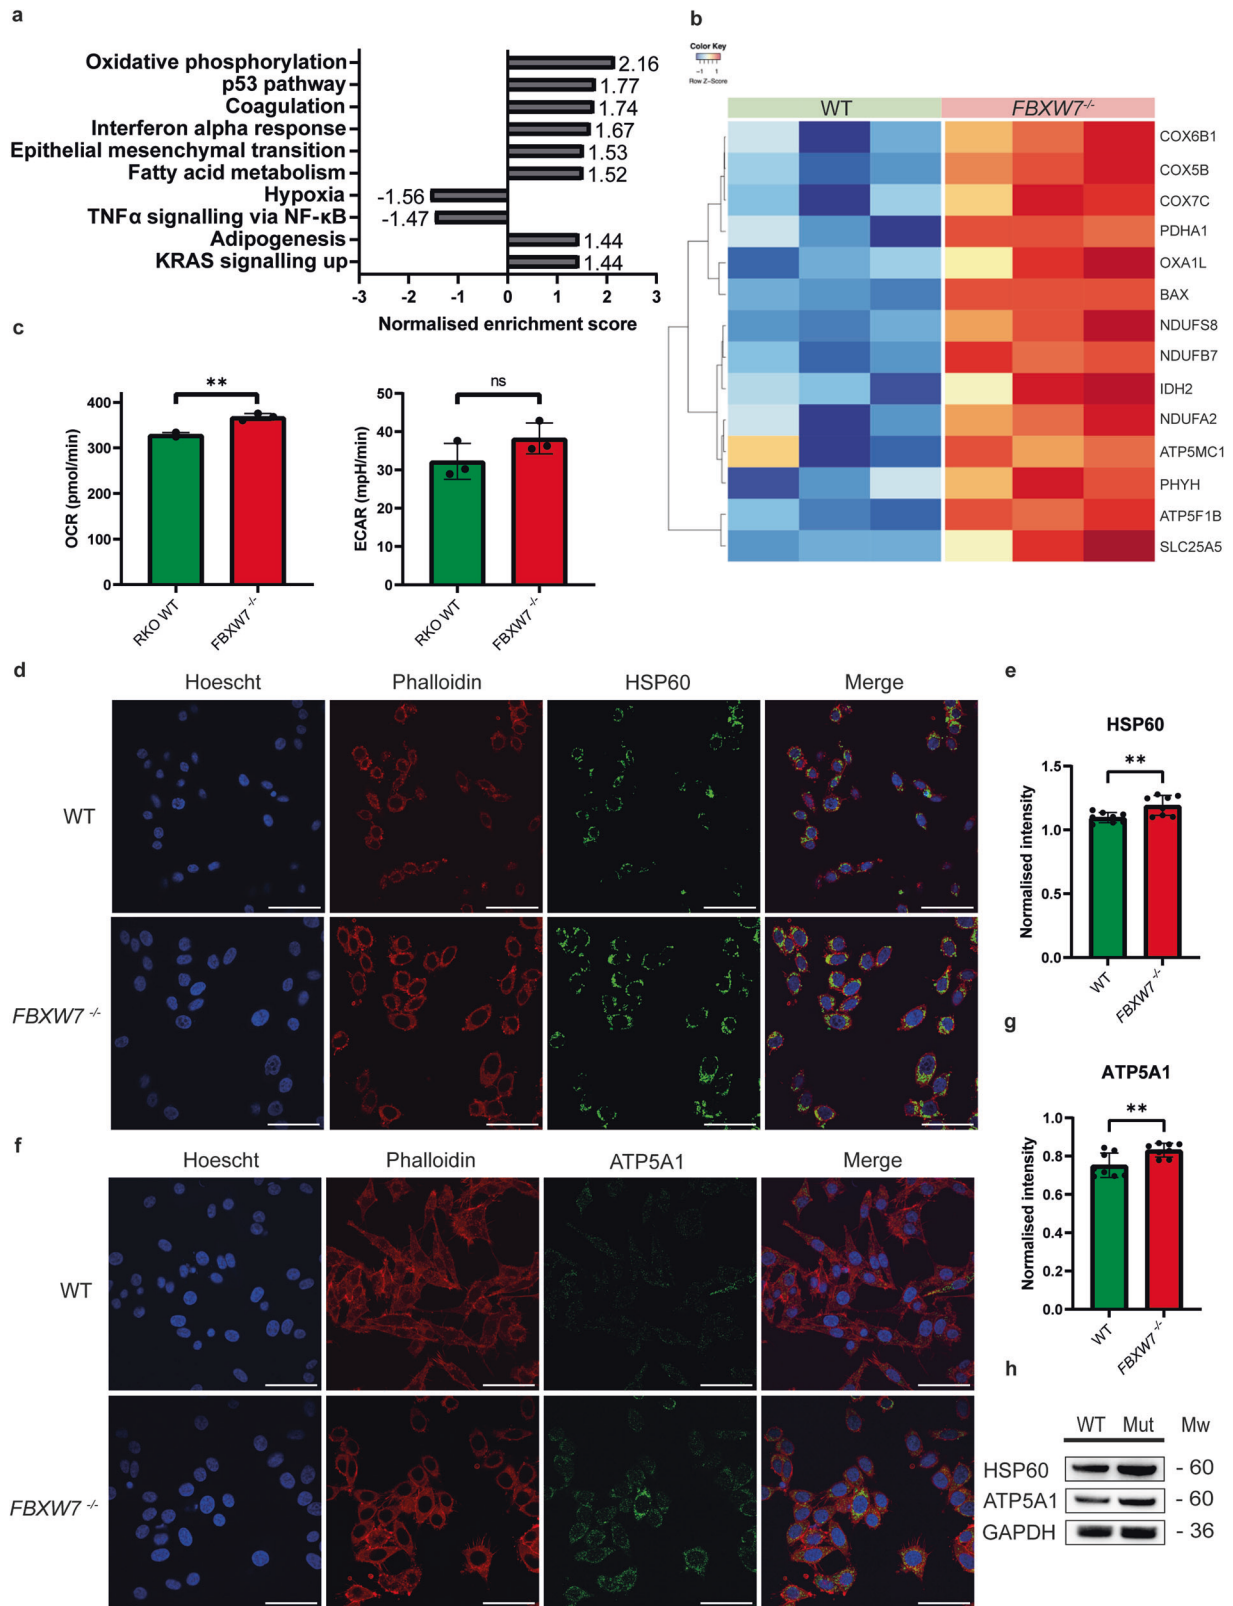 a
Oxidative phosphorylation 2.16
p53 pathway 1.77
Coagulation 1.74
Interferon alpha response 1.67
Epithelial mesenchymal transition 1.53
Fatty acid metabolism 1.52
Hypoxia -1.56
TNFα signalling via NF-κB -1.47
Adipogenesis 1.44
KRAS signalling up 1.44
-3 -2 -1 0 1 2 3
Normalised enrichment score
b
Color Key
-1 1
Row Z-Score
WT FBXW7-/-
COX6B1
COX5B
COX7C
PDHA1
OXA1L
BAX
NDUFS8
NDUFB7
IDH2
NDUFA2
ATP5MC1
PHYH
ATP5F1B
SLC25A5
c
OCR (pmol/min)
400
300
200
100
0
**
RKO WT
FBXW7 -/-
ECAR (mpH/min)
50
40
30
20
10
0
ns
RKO WT
FBXW7 -/-
d
Hoescht Phalloidin HSP60 Merge
WT
FBXW7 -/-
e
HSP60
Normalised intensity
1.5
1.0
0.5
0.0
**
WT
FBXW7 -/-
f
Hoescht Phalloidin ATP5A1 Merge
WT
FBXW7 -/-
g
ATP5A1
Normalised intensity
1.0
0.8
0.6
0.4
0.2
0.0
**
WT
FBXW7 -/-
h
WT Mut Mw
HSP60 - 60
ATP5A1 - 60
GAPDH - 36